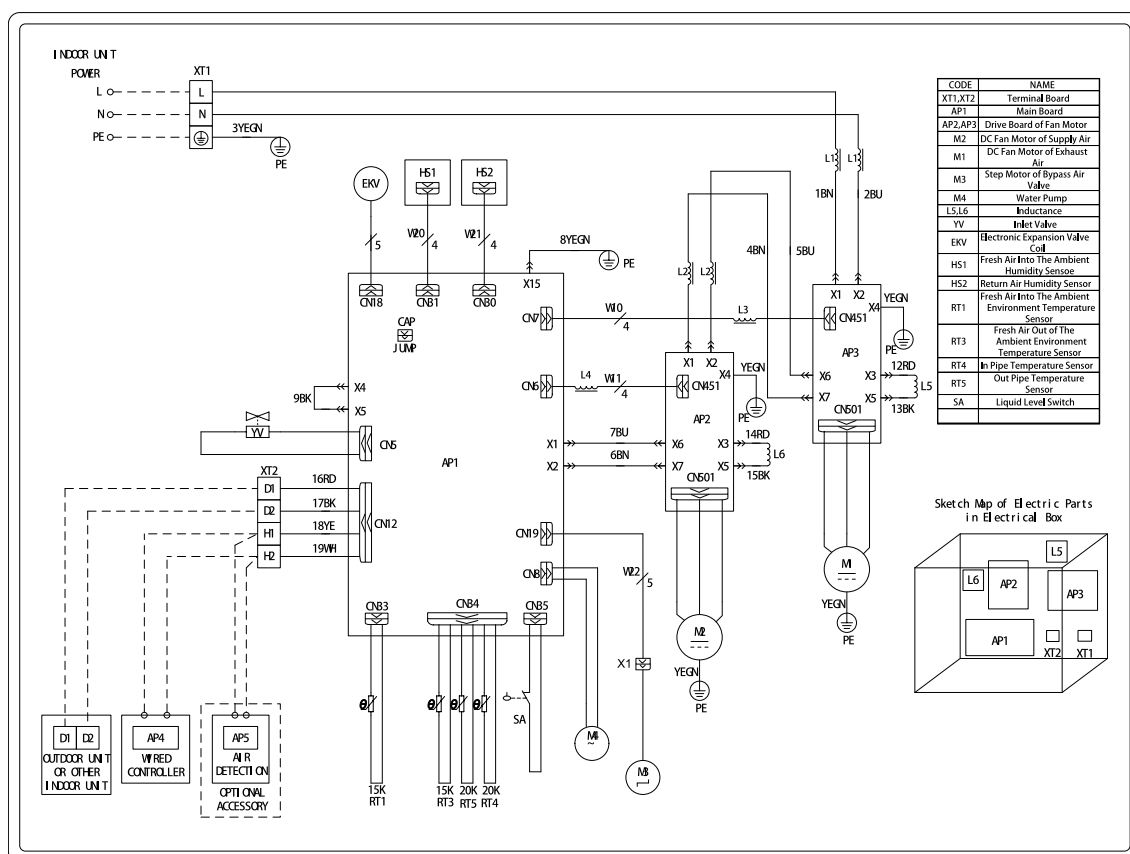 INDOOR UNIT
POWER
XT1
L
L
N
N
PE
3YEGN
PE
L1
L1
1BN
2BU
EKV
HS1
HS2
5
W20
4
W21
4
8YEGN
PE
X15
CN18
CN31
CN30
CAP
JUMP
4BN
5BU
L2
L2
CN7
W10
4
L3
X1
X2
X4
YEGN
CN451
PE
AP3
X6
X3
12RD
X7
X5
L5
13BK
CN501
CN6
L4
W11
4
X1
X2
X4
YEGN
CN451
PE
AP2
X6
X3
14RD
X7
X5
L6
15BK
CN501
X4
9BK
X5
YV
CN5
AP1
X1
7BU
X2
6BN
XT2
D1
16RD
D2
17BK
H1
18YE
H2
19WH
CN12
CN19
CN8
W22
5
CN33
CN34
CN35
X1
SA
θ
θ
θ
θ
M4
~
M3
M2
YEGN
PE
M1
YEGN
PE
15K
RT1
15K
RT3
20K
RT5
20K
RT4
D1
D2
OUTDOOR UNIT
OR OTHER
INDOOR UNIT
AP4
WIRED
CONTROLLER
AP5
AIR
DETECTION
OPTIONAL
ACCESSORY
CODE NAME
XT1,XT2 Terminal Board
AP1 Main Board
AP2,AP3 Drive Board of Fan Motor
M2 DC Fan Motor of Supply Air
M1 DC Fan Motor of Exhaust
Air
M3 Step Motor of Bypass Air
Valve
M4 Water Pump
L5,L6 Inductance
YV Inlet Valve
EKV Electronic Expansion Valve
Coil
HS1 Fresh Air Into The Ambient
Humidity Sensoe
HS2 Return Air Humidity Sensor
RT1 Fresh Air Into The Ambient
Environment Temperature
Sensor
RT3 Fresh Air Out of The
Ambient Environment
Temperature Sensor
RT4 In Pipe Temperature Sensor
RT5 Out Pipe Temperature
Sensor
SA Liquid Level Switch
Sketch Map of Electric Parts
in Electrical Box
L5
L6
AP2
AP3
AP1
XT2
XT1